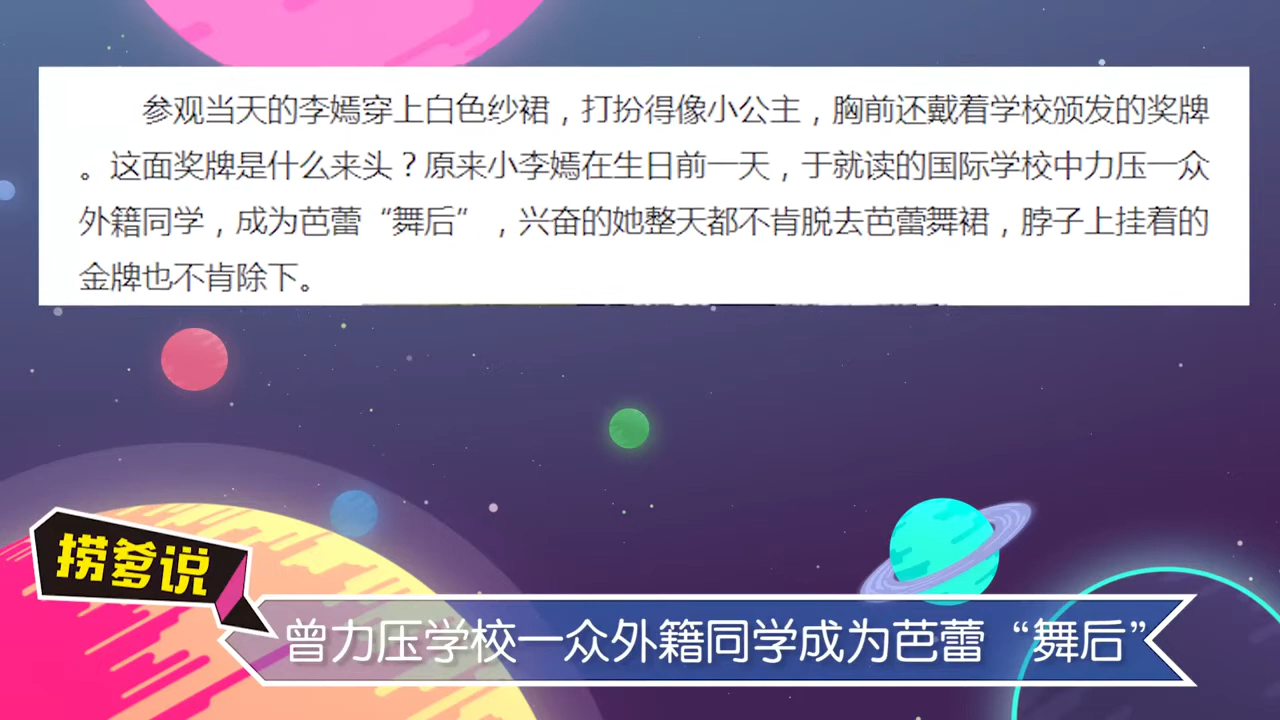 参观当天的李嫣穿上白色纱裙，打扮得像小公主，胸前还戴着学校颁发的奖牌
。这面奖牌是什么来头？原来小李嫣在生日前一天，于就读的国际学校中力压一众
外籍同学，成为芭蕾“舞后”，兴奋的她整天都不肯脱去芭蕾舞裙，脖子上挂着的
金牌也不肯除下。
捞爹说
曾力压学校一众外籍同学成为芭蕾“舞后”